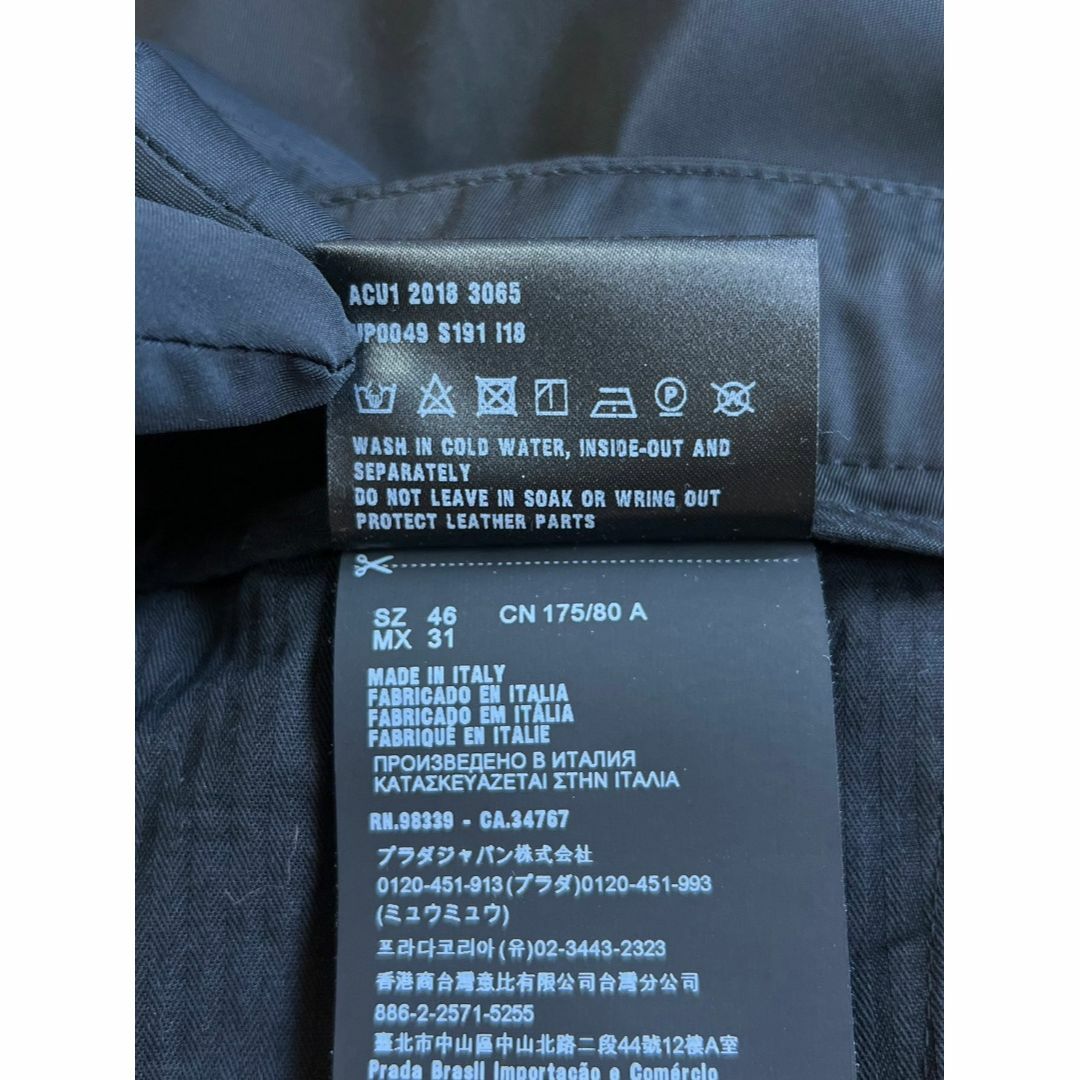 ACU1 2018 3065
UP0049 S191 I18
P
WASH IN COLD WATER, INSIDE-OUT AND
SEPARATELY
DO NOT LEAVE IN SOAK OR WRING OUT
PROTECT LEATHER PARTS
SZ 46 CN 175/80 A
MX 31
MADE IN ITALY
FABRICADO EN ITALIA
FABRICADO EM ITÁLIA
FABRIQUÉ EN ITALIE
ПРОИЗВЕДЕНО В ИТАЛИЯ
ΚΑΤΑΣΚΕΥΑΖΕΤΑΙ ΣΤΗΝ ΙΤΑΛΙΑ
RN.98339 - CA.34767
プラダジャパン株式会社
0120-451-913(プラダ)0120-451-993
(ミュウミュウ)
프라다코리아(유)02-3443-2323
香港商台灣意比有限公司台灣分公司
886-2-2571-5255
臺北市中山區中山北路二段44號12樓A室
Prada Brasil Importação e Comércio